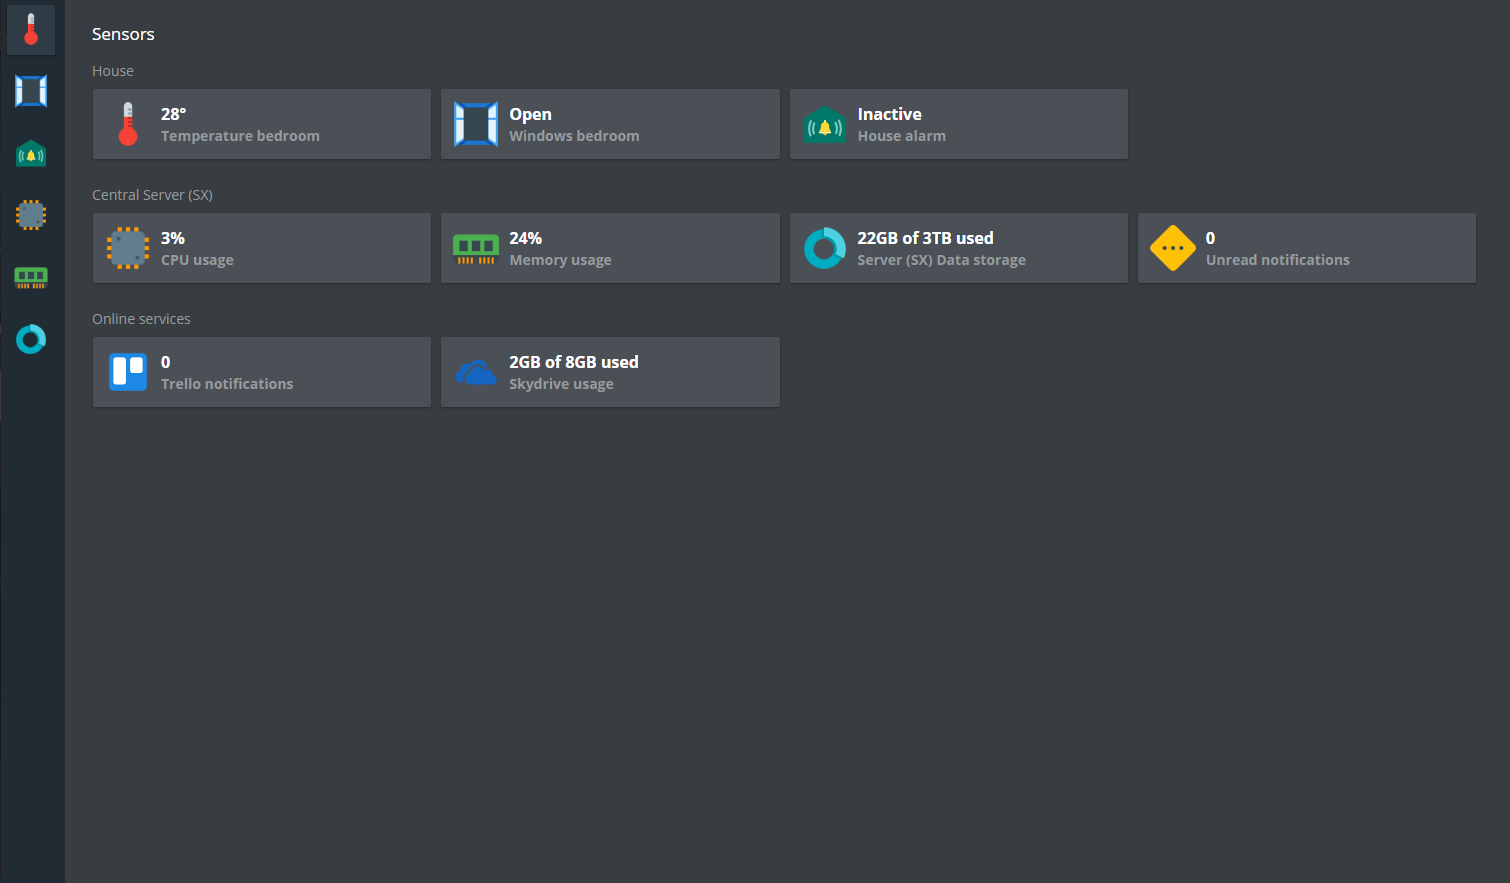 Sensors
House
28°
Temperature bedroom
Open
Windows bedroom
Inactive
House alarm
Central Server (SX)
3%
CPU usage
24%
Memory usage
22GB of 3TB used
Server (SX) Data storage
0
Unread notifications
Online services
0
Trello notifications
2GB of 8GB used
Skydrive usage